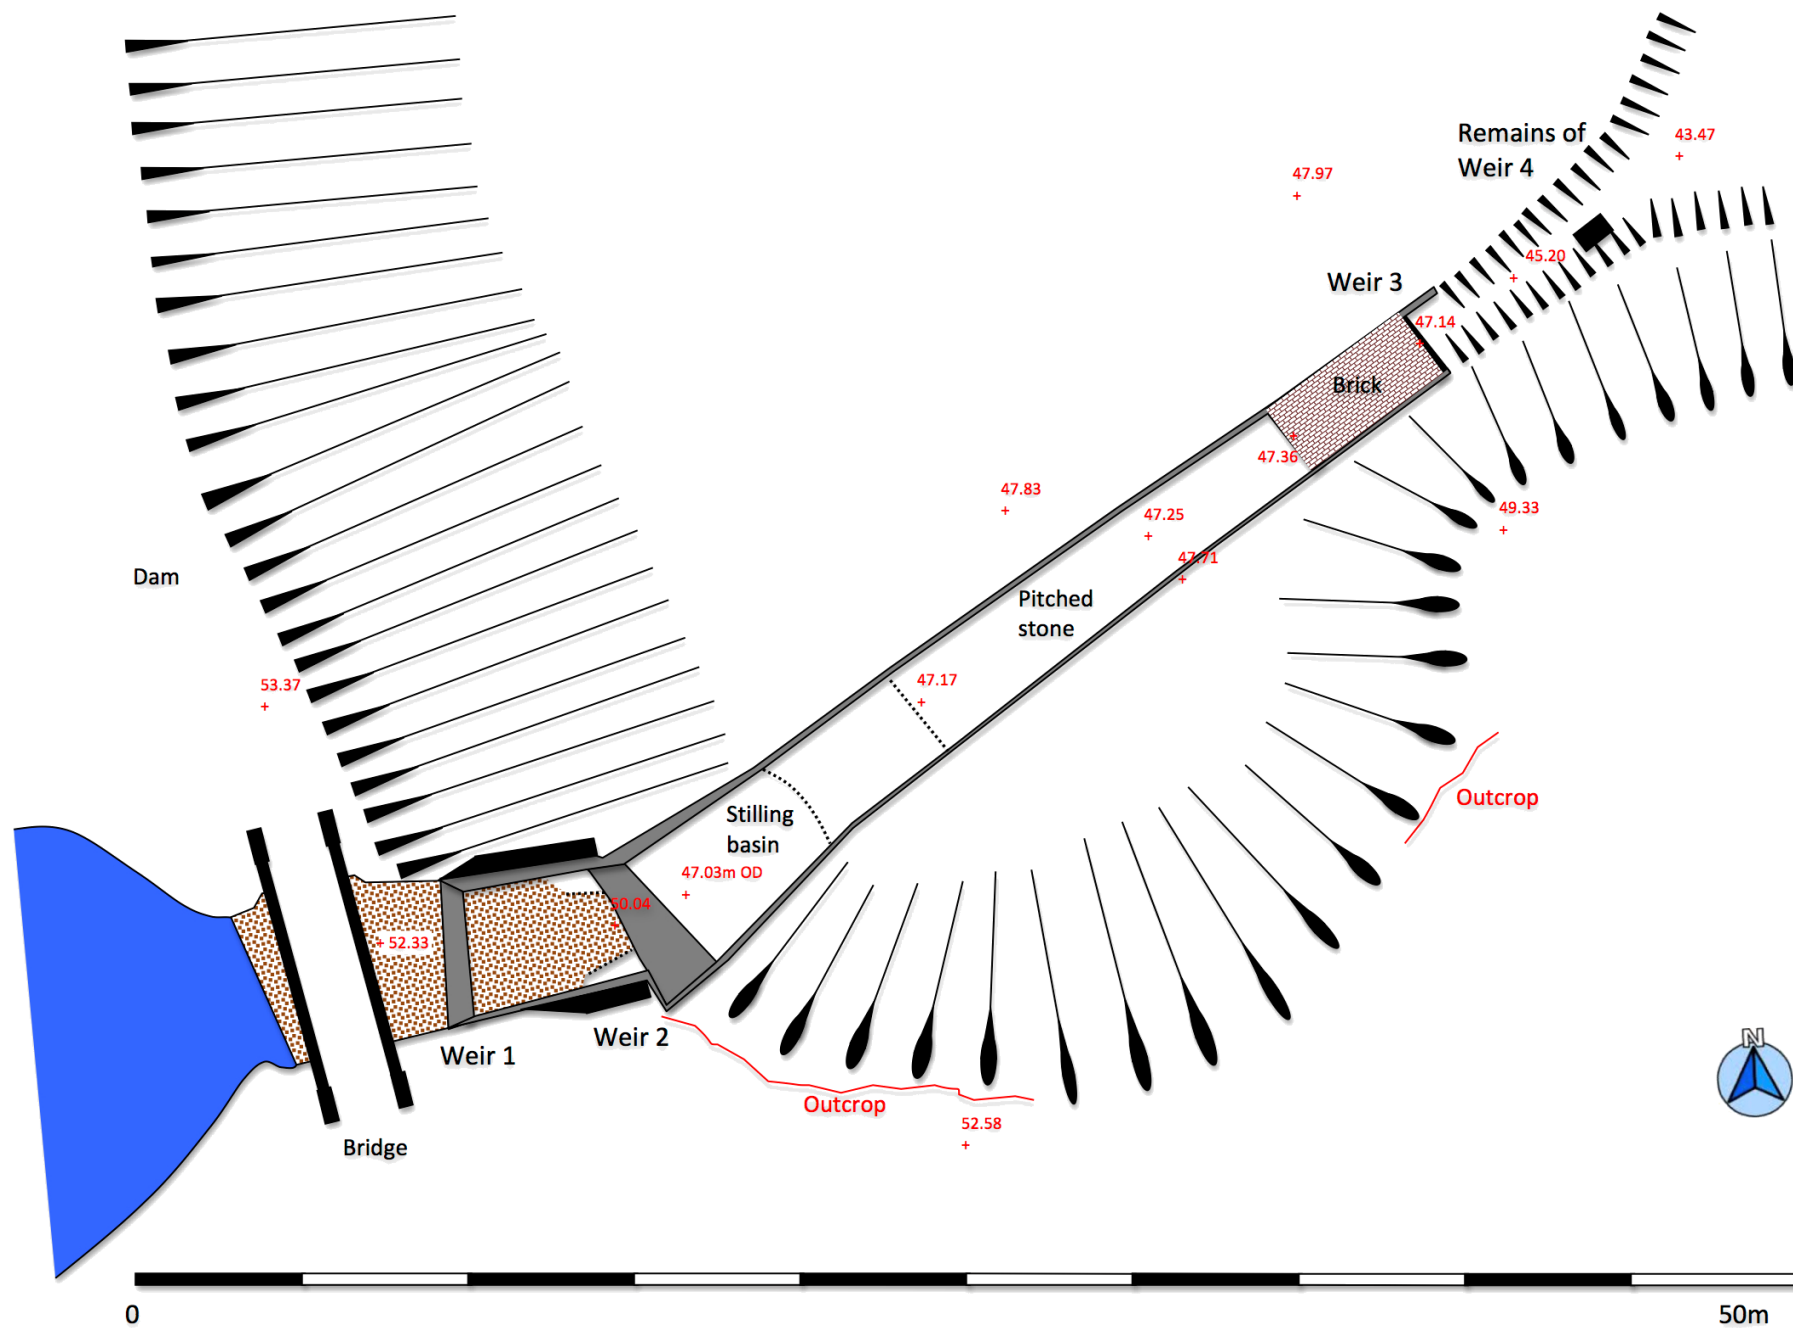 Remains of
Weir 4
43.47
47.97
45.20
Weir 3
47.14
Brick
47.36
47.83
47.25
49.33
47.71
Dam
Pitched
stone
53.37
47.17
Outcrop
Stilling
basin
47.03m OD
50.04
52.33
Weir 2
Weir 1
N
Outcrop
52.58
Bridge
0
50m